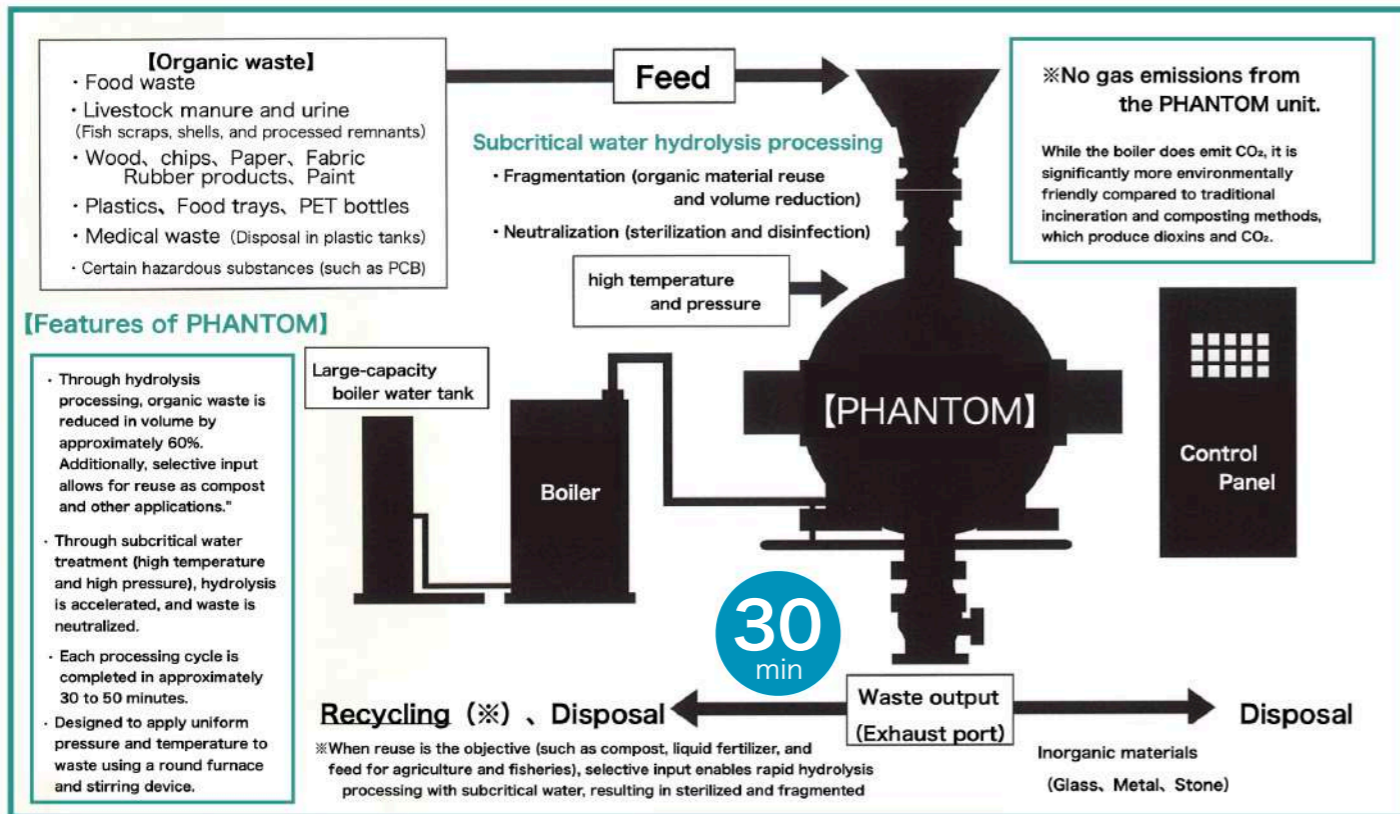 【Organic waste】
・Food waste
・Livestock manure and urine
(Fish scraps, shells, and processed remnants)
・Wood、chips、Paper、Fabric
Rubber products、Paint
・Plastics、Food trays、PET bottles
・Medical waste (Disposal in plastic tanks)
・Certain hazardous substances (such as PCB)
Feed
Subcritical water hydrolysis processing
・Fragmentation (organic material reuse
and volume reduction)
・Neutralization (sterilization and disinfection)
high temperature
and pressure
※No gas emissions from
the PHANTOM unit.
While the boiler does emit CO₂, it is
significantly more environmentally
friendly compared to traditional
incineration and composting methods,
which produce dioxins and CO₂.
【Features of PHANTOM】
・Through hydrolysis
processing, organic waste is
reduced in volume by
approximately 60%.
Additionally, selective input
allows for reuse as compost
and other applications."
・Through subcritical water
treatment (high temperature
and high pressure), hydrolysis
is accelerated, and waste is
neutralized.
・Each processing cycle is
completed in approximately
30 to 50 minutes.
・Designed to apply uniform
pressure and temperature to
waste using a round furnace
and stirring device.
Large-capacity
boiler water tank
Boiler
【PHANTOM】
Control
Panel
30
min
Waste output
(Exhaust port)
Recycling (※) 、Disposal
※When reuse is the objective (such as compost, liquid fertilizer, and
feed for agriculture and fisheries), selective input enables rapid hydrolysis
processing with subcritical water, resulting in sterilized and fragmented
Disposal
Inorganic materials
(Glass、Metal、Stone)